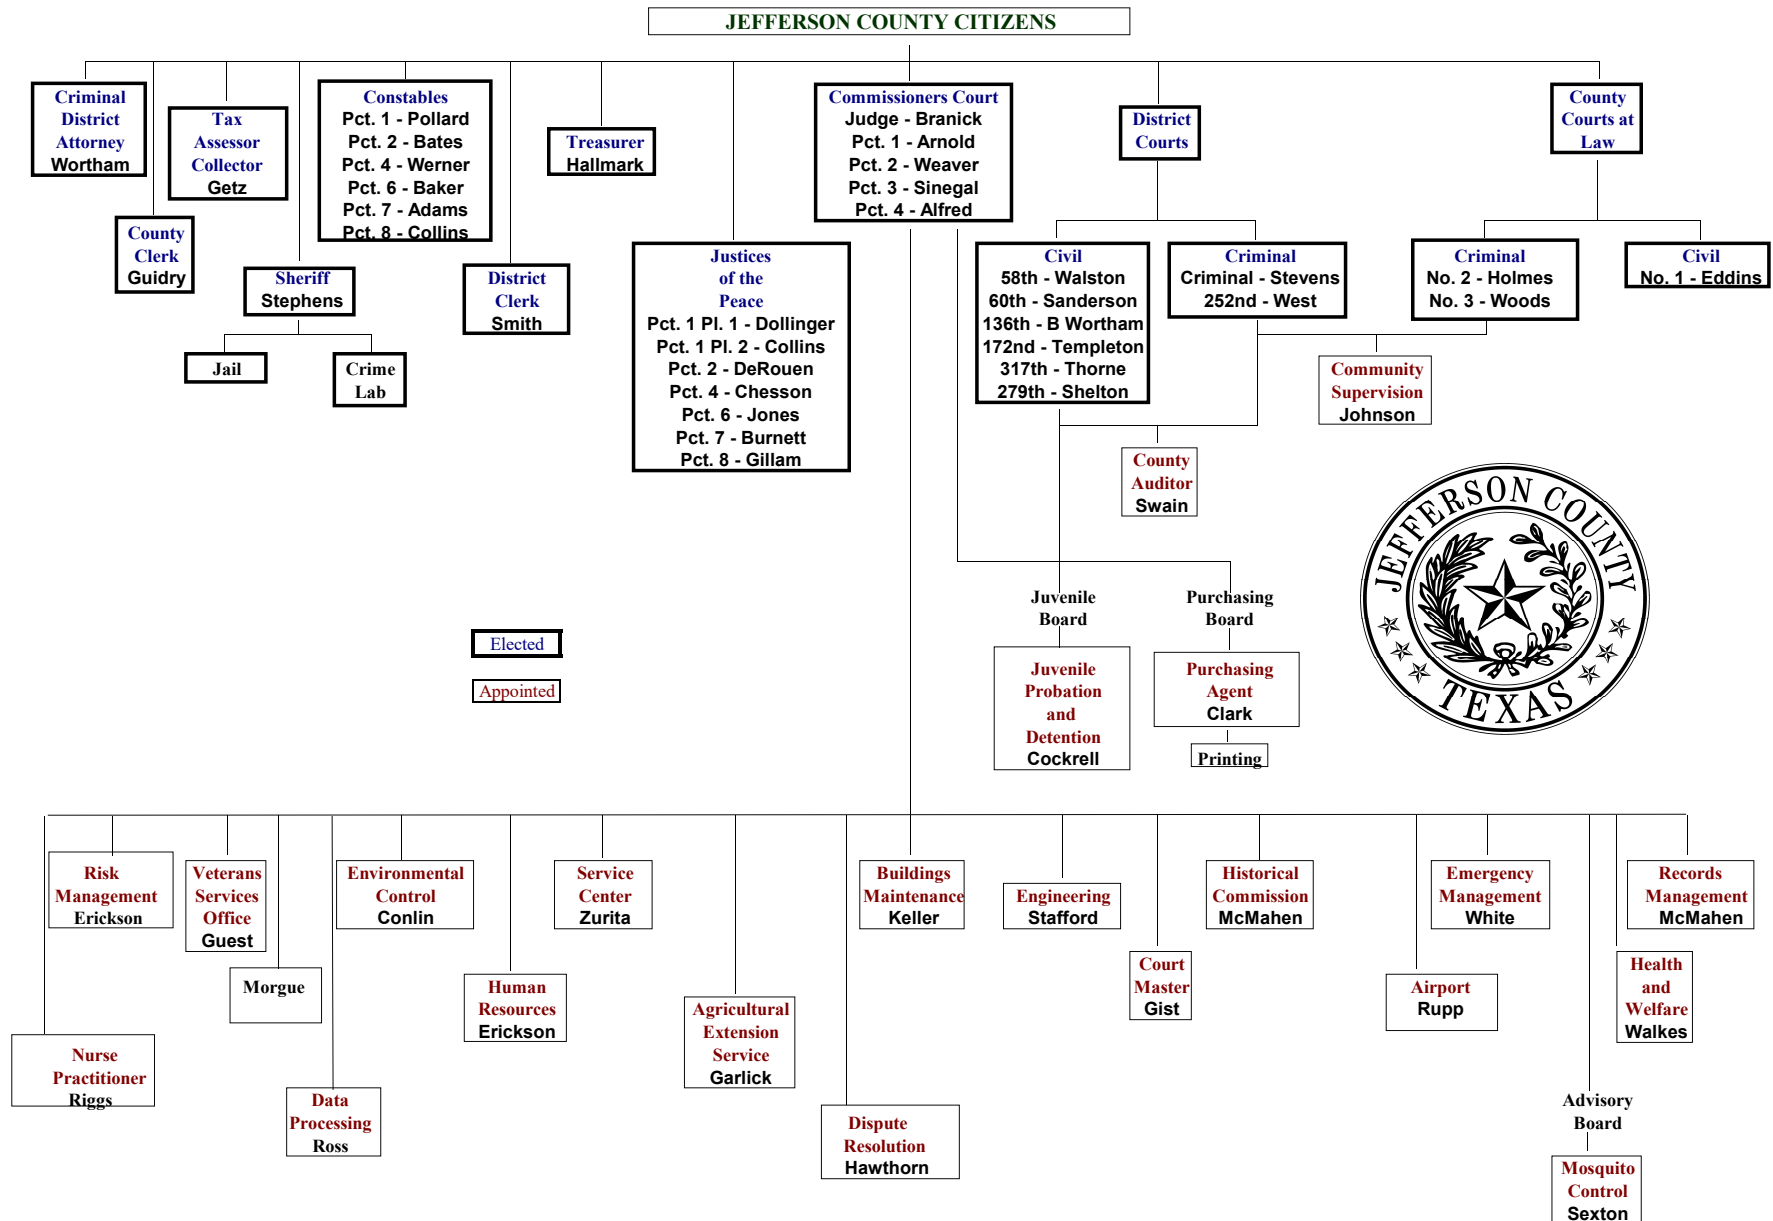 JEFFERSON COUNTY CITIZENS
Criminal
District
Attorney
Wortham
County
Clerk
Guidry
Tax
Assessor
Collector
Getz
Sheriff
Stephens
Jail
Crime
Lab
Constables
Pct. 1 - Pollard
Pct. 2 - Bates
Pct. 4 - Werner
Pct. 6 - Baker
Pct. 7 - Adams
Pct. 8 - Collins
District
Clerk
Smith
Treasurer
Hallmark
Justices
of the
Peace
Pct. 1 Pl. 1 - Dollinger
Pct. 1 Pl. 2 - Collins
Pct. 2 - DeRouen
Pct. 4 - Chesson
Pct. 6 - Jones
Pct. 7 - Burnett
Pct. 8 - Gillam
Commissioners Court
Judge - Branick
Pct. 1 - Arnold
Pct. 2 - Weaver
Pct. 3 - Sinegal
Pct. 4 - Alfred
District
Courts
Civil
58th - Walston
60th - Sanderson
136th - B Wortham
172nd - Templeton
317th - Thorne
279th - Shelton
Criminal
Criminal - Stevens
252nd - West
County
Courts at
Law
Criminal
No. 2 - Holmes
No. 3 - Woods
Civil
No. 1 - Eddins
Community
Supervision
Johnson
County
Auditor
Swain
JEFFERSON COUNTY
TEXAS
Elected
Appointed
Juvenile
Board
Juvenile
Probation
and
Detention
Cockrell
Purchasing
Board
Purchasing
Agent
Clark
Printing
Nurse
Practitioner
Riggs
Risk
Management
Erickson
Veterans
Services
Office
Guest
Morgue
Data
Processing
Ross
Environmental
Control
Conlin
Human
Resources
Erickson
Service
Center
Zurita
Agricultural
Extension
Service
Garlick
Dispute
Resolution
Hawthorn
Buildings
Maintenance
Keller
Engineering
Stafford
Court
Master
Gist
Historical
Commission
McMahen
Airport
Rupp
Emergency
Management
White
Advisory
Board
Mosquito
Control
Sexton
Health
and
Welfare
Walkes
Records
Management
McMahen